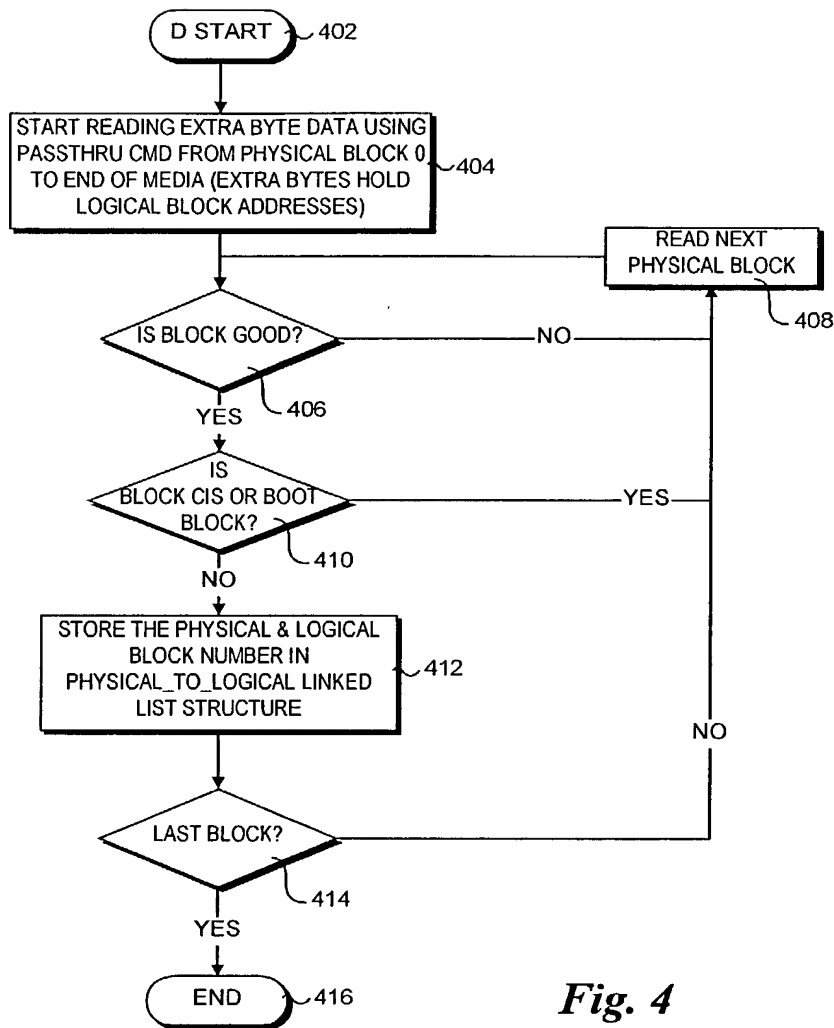 D START
402
START READING EXTRA BYTE DATA USING
PASSTHRU CMD FROM PHYSICAL BLOCK 0
TO END OF MEDIA (EXTRA BYTES HOLD
LOGICAL BLOCK ADDRESSES)
404
READ NEXT
PHYSICAL BLOCK
408
IS BLOCK GOOD?
NO
406
YES
IS
BLOCK CIS OR BOOT
BLOCK?
YES
410
NO
STORE THE PHYSICAL & LOGICAL
BLOCK NUMBER IN
PHYSICAL_TO_LOGICAL LINKED
LIST STRUCTURE
412
NO
LAST BLOCK?
414
YES
END
416
Fig. 4